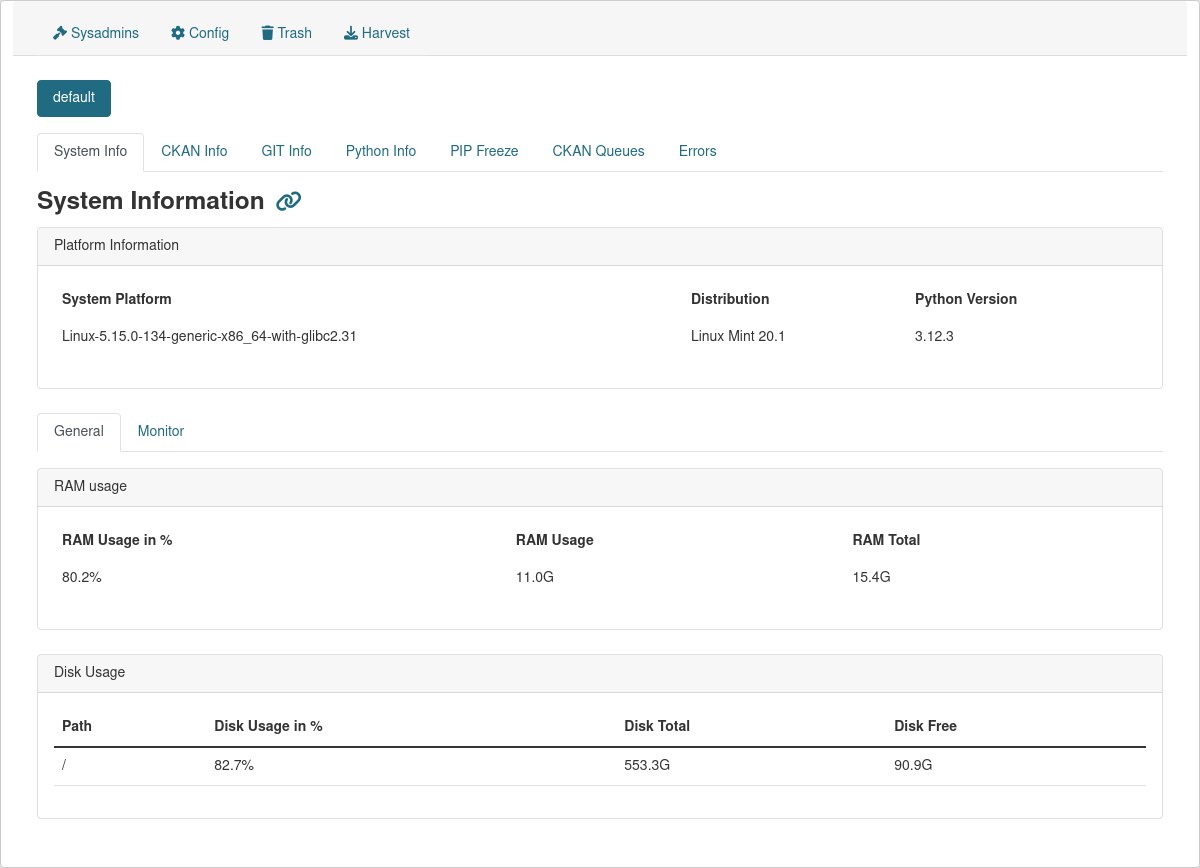 Sysadmins Config Trash Harvest
default
System Info CKAN Info GIT Info Python Info PIP Freeze CKAN Queues Errors
System Information
Platform Information
System Platform Distribution Python Version
Linux-5.15.0-134-generic-x86_64-with-glibc2.31 Linux Mint 20.1 3.12.3
General Monitor
RAM usage
RAM Usage in % RAM Usage RAM Total
80.2% 11.0G 15.4G
Disk Usage
Path Disk Usage in % Disk Total Disk Free
/ 82.7% 553.3G 90.9G